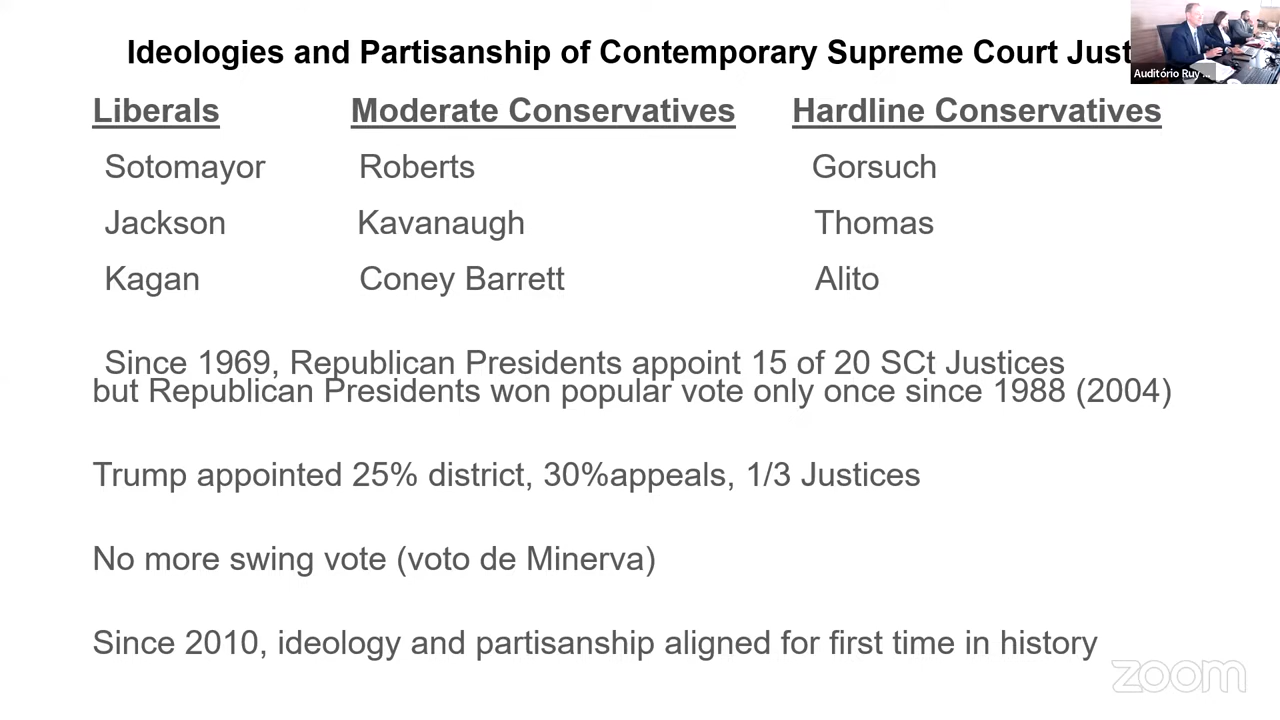 Ideologies and Partisanship of Contemporary Supreme Court Just
Auditório Ruy ...
Liberals Moderate Conservatives Hardline Conservatives
Sotomayor Roberts Gorsuch
Jackson Kavanaugh Thomas
Kagan Coney Barrett Alito
Since 1969, Republican Presidents appoint 15 of 20 SCt Justices
but Republican Presidents won popular vote only once since 1988 (2004)
Trump appointed 25% district, 30%appeals, 1/3 Justices
No more swing vote (voto de Minerva)
Since 2010, ideology and partisanship aligned for first time in history
zoom